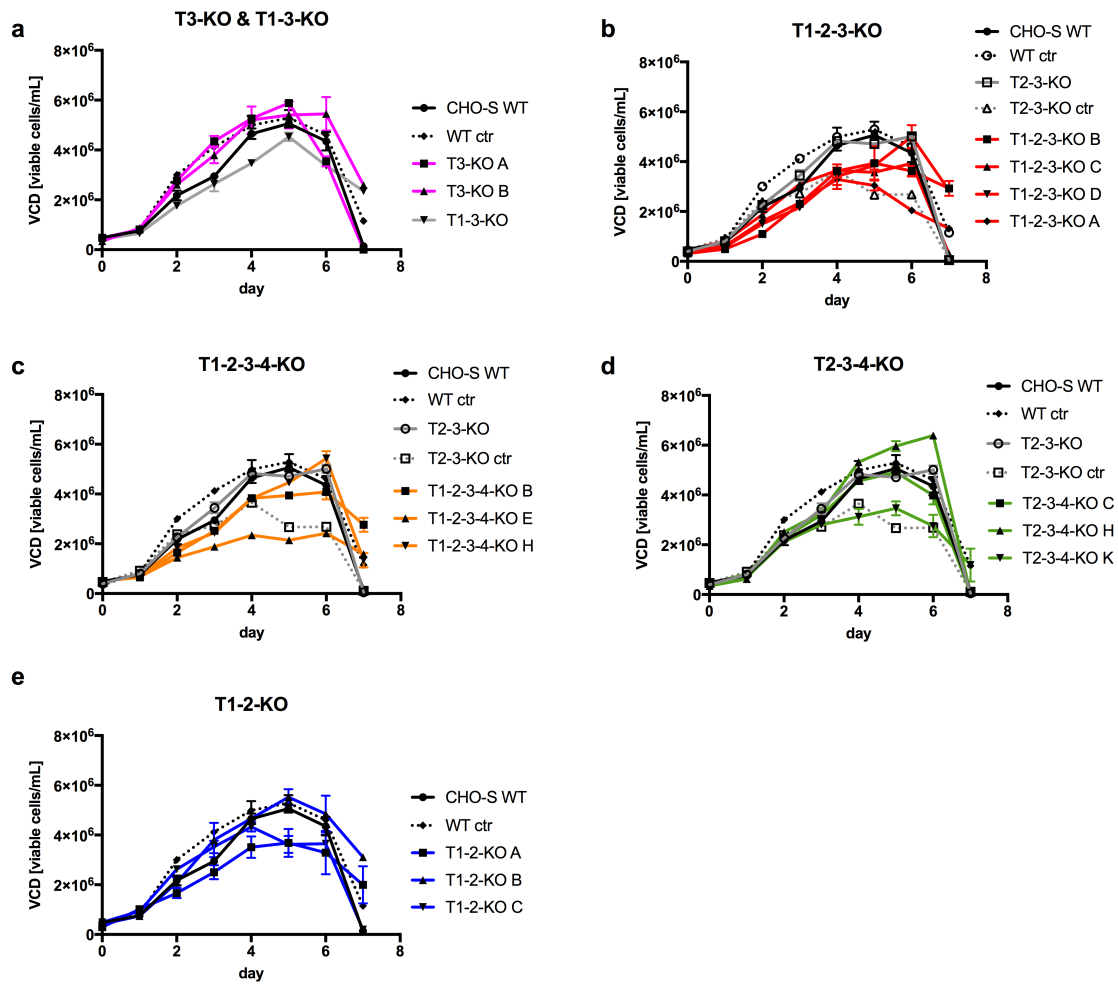 a
T3-KO & T1-3-KO
8×10⁶
6×10⁶
4×10⁶
2×10⁶
0
VCD [viable cells/mL]
0 2 4 6 8
day
CHO-S WT
WT ctr
T3-KO A
T3-KO B
T1-3-KO
b
T1-2-3-KO
8×10⁶
6×10⁶
4×10⁶
2×10⁶
0
VCD [viable cells/mL]
0 2 4 6 8
day
CHO-S WT
WT ctr
T2-3-KO
T2-3-KO ctr
T1-2-3-KO B
T1-2-3-KO C
T1-2-3-KO D
T1-2-3-KO A
c
T1-2-3-4-KO
8×10⁶
6×10⁶
4×10⁶
2×10⁶
0
VCD [viable cells/mL]
0 2 4 6 8
day
CHO-S WT
WT ctr
T2-3-KO
T2-3-KO ctr
T1-2-3-4-KO B
T1-2-3-4-KO E
T1-2-3-4-KO H
d
T2-3-4-KO
8×10⁶
6×10⁶
4×10⁶
2×10⁶
0
VCD [viable cells/mL]
0 2 4 6 8
day
CHO-S WT
WT ctr
T2-3-KO
T2-3-KO ctr
T2-3-4-KO C
T2-3-4-KO H
T2-3-4-KO K
e
T1-2-KO
8×10⁶
6×10⁶
4×10⁶
2×10⁶
0
VCD [viable cells/mL]
0 2 4 6 8
day
CHO-S WT
WT ctr
T1-2-KO A
T1-2-KO B
T1-2-KO C